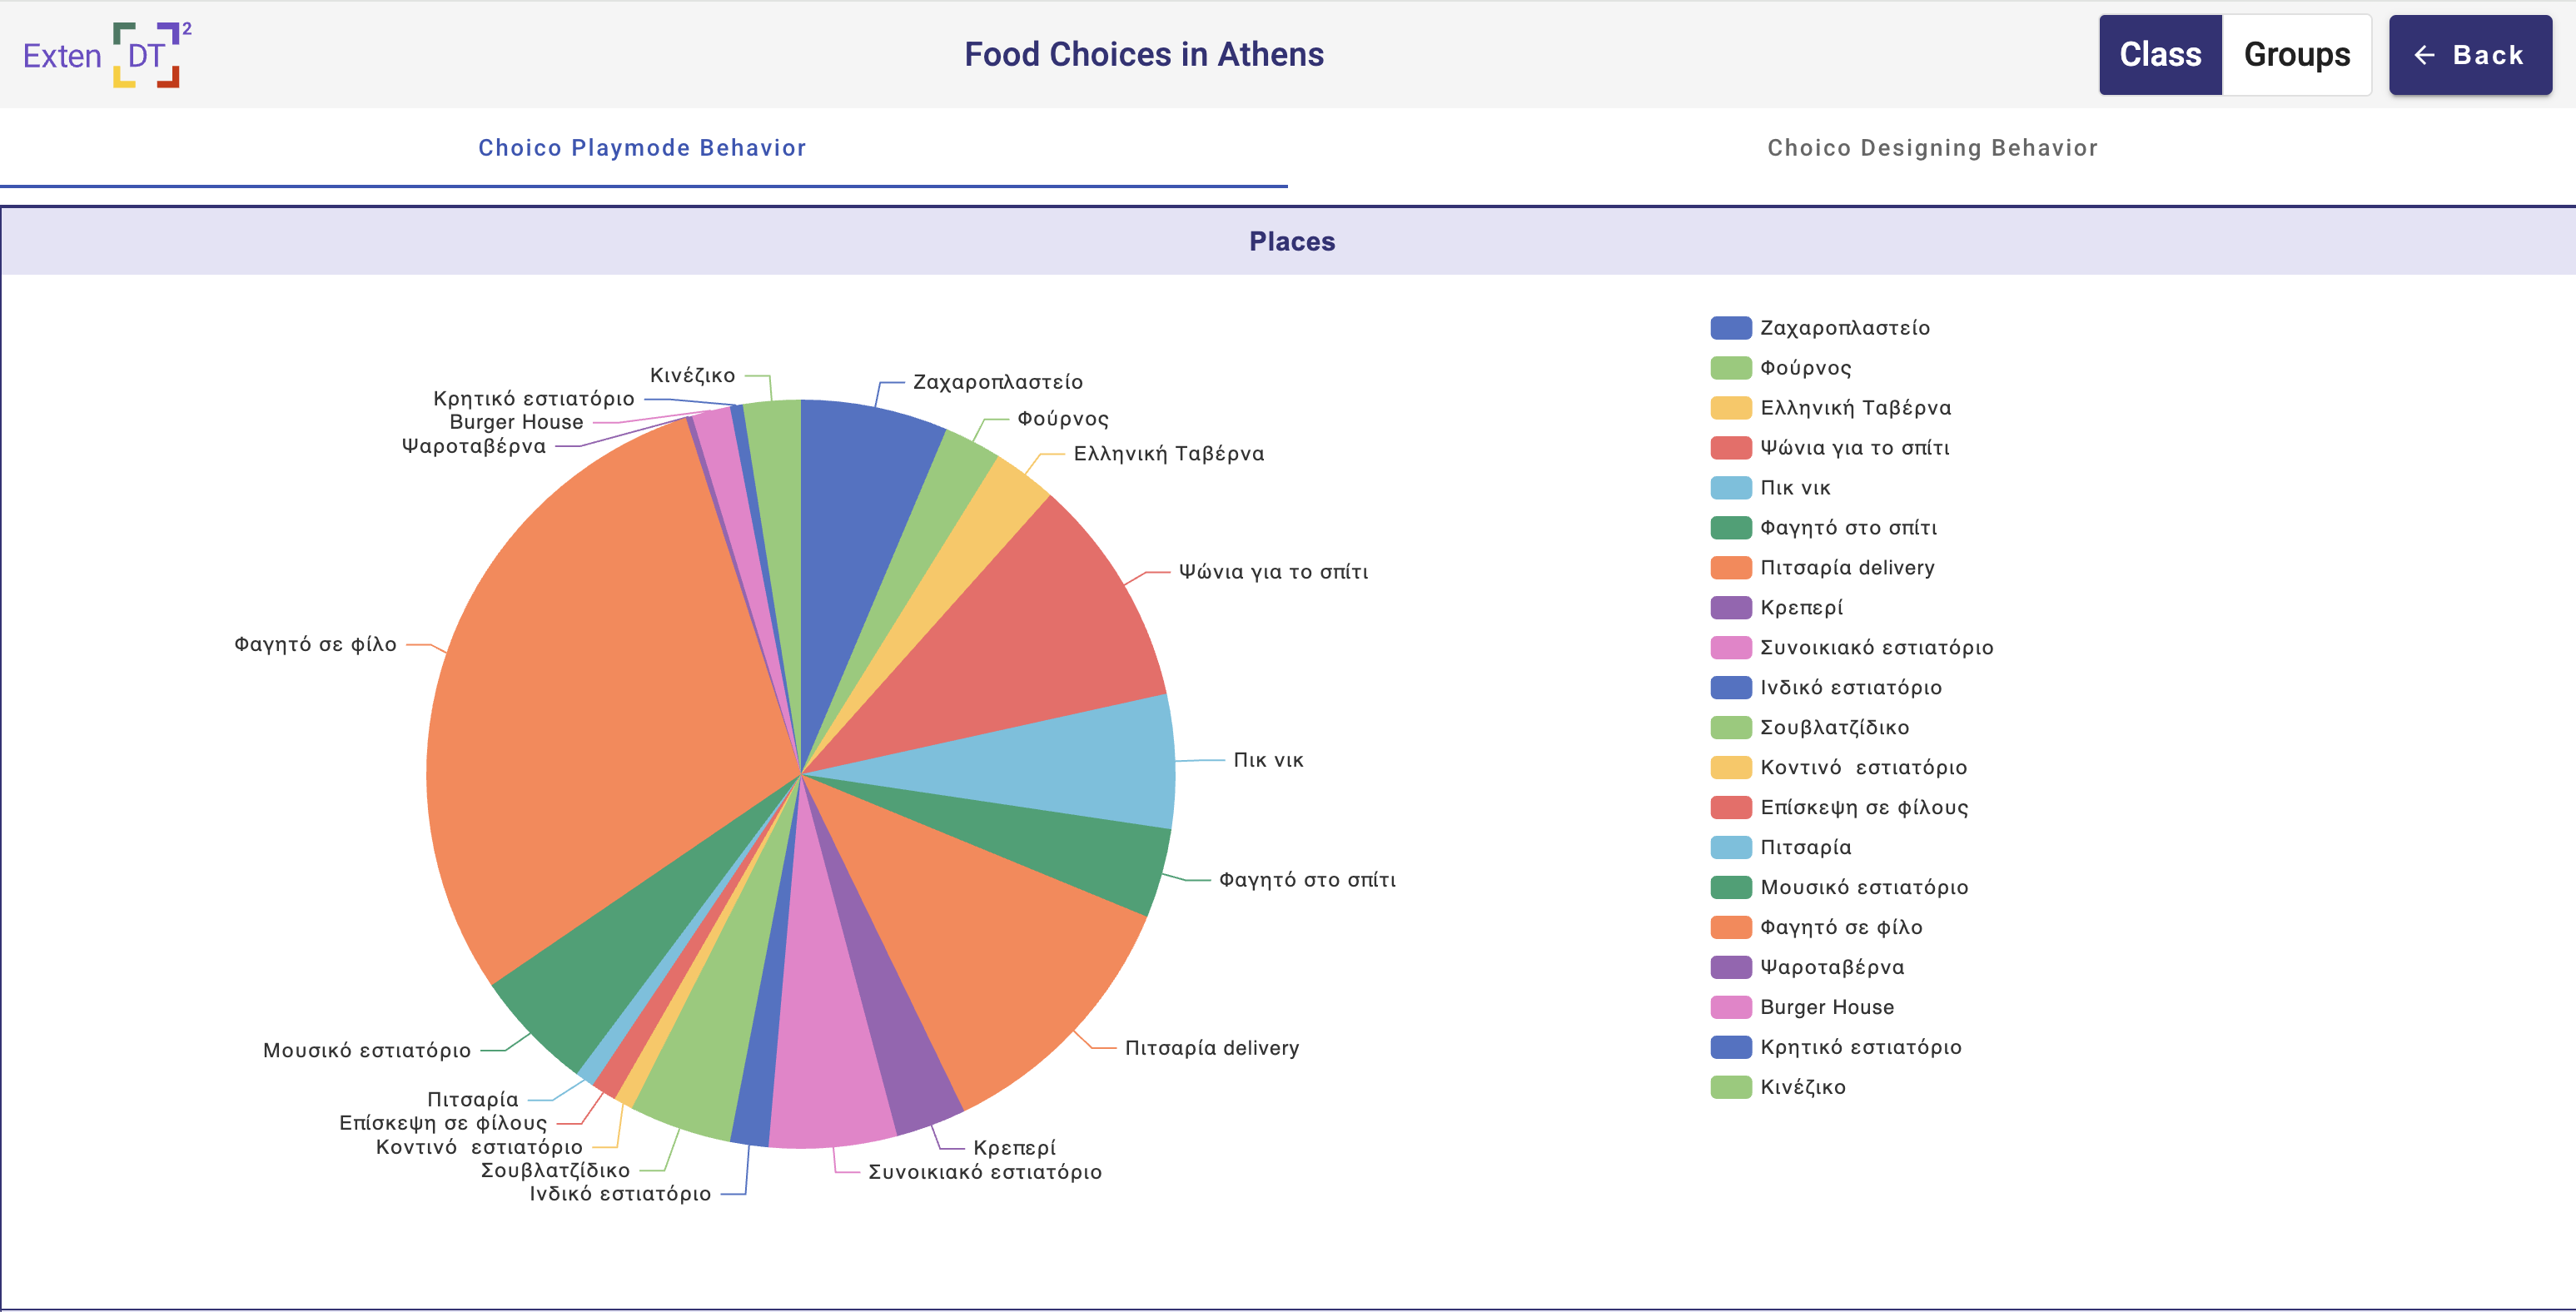 Exten DT 2
Food Choices in Athens
Class
Groups
← Back
Choico Playmode Behavior
Choico Designing Behavior
Places
Κινέζικο
Κρητικό εστιατόριο
Burger House
Ψαροταβέρνα
Φαγητό σε φίλο
Μουσικό εστιατόριο
Πιτσαρία
Επίσκεψη σε φίλους
Κοντινό  εστιατόριο
Σουβλατζίδικο
Ινδικό εστιατόριο
Ζαχαροπλαστείο
Φούρνος
Ελληνική Ταβέρνα
Ψώνια για το σπίτι
Πικ νικ
Φαγητό στο σπίτι
Πιτσαρία delivery
Κρεπερί
Συνοικιακό εστιατόριο
Ζαχαροπλαστείο
Φούρνος
Ελληνική Ταβέρνα
Ψώνια για το σπίτι
Πικ νικ
Φαγητό στο σπίτι
Πιτσαρία delivery
Κρεπερί
Συνοικιακό εστιατόριο
Ινδικό εστιατόριο
Σουβλατζίδικο
Κοντινό  εστιατόριο
Επίσκεψη σε φίλους
Πιτσαρία
Μουσικό εστιατόριο
Φαγητό σε φίλο
Ψαροταβέρνα
Burger House
Κρητικό εστιατόριο
Κινέζικο